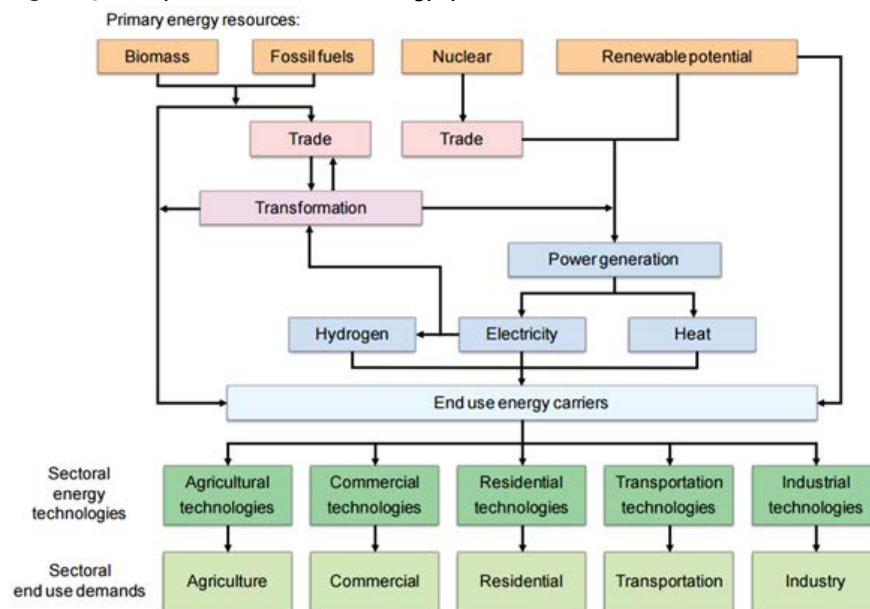 Primary energy resources:
Biomass
Fossil fuels
Nuclear
Renewable potential
Trade
Trade
Transformation
Power generation
Hydrogen
Electricity
Heat
End use energy carriers
Sectoral
energy
technologies
Agricultural
technologies
Commercial
technologies
Residential
technologies
Transportation
technologies
Industrial
technologies
Sectoral
end use demands
Agriculture
Commercial
Residential
Transportation
Industry